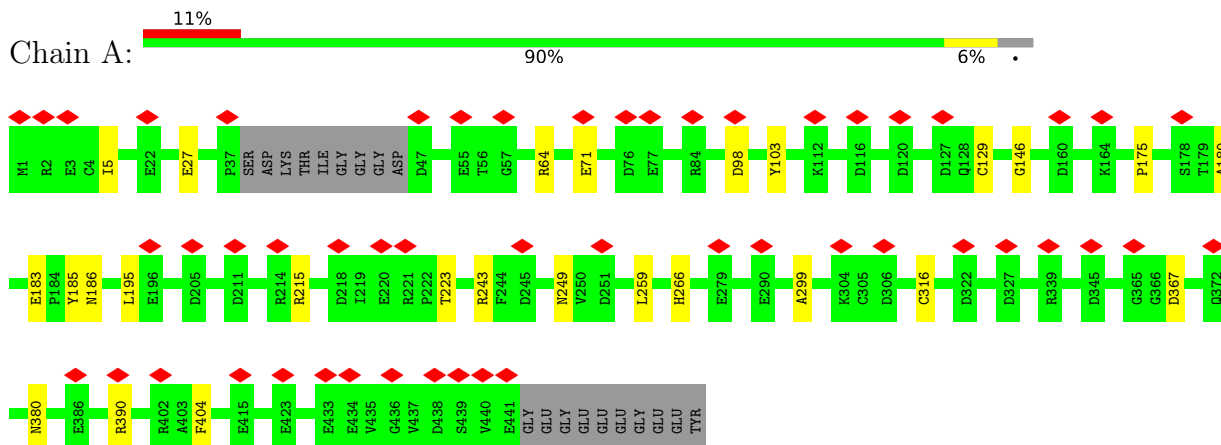 11%
Chain A:
90% 6% •
M1 R2 E3 C4 I5 E22 E27 P37 SER ASP LYS THR ILE GLY GLY GLY ASP D47 E55 T56 G57 R64 E71 D76 E77 R84 D98 Y103 K112 D116 D120 D127 Q128 C129 G146 D160 K164 P175 S178 T179 A180
E183 P184 Y185 N186 L195 E196 D205 D211 R214 R215 D218 I219 E220 R221 P222 T223 R243 F244 D245 N249 V250 D251 L259 H266 E279 E290 A299 K304 C305 D306 C316 D322 D327 R339 D345 G365 G366 D367 Q372
N380 E386 R390 R402 A403 F404 E415 E423 E433 E434 V435 G436 V437 D438 S439 V440 E441 GLY GLU GLY GLU GLU GLU GLY GLU GLU TYR